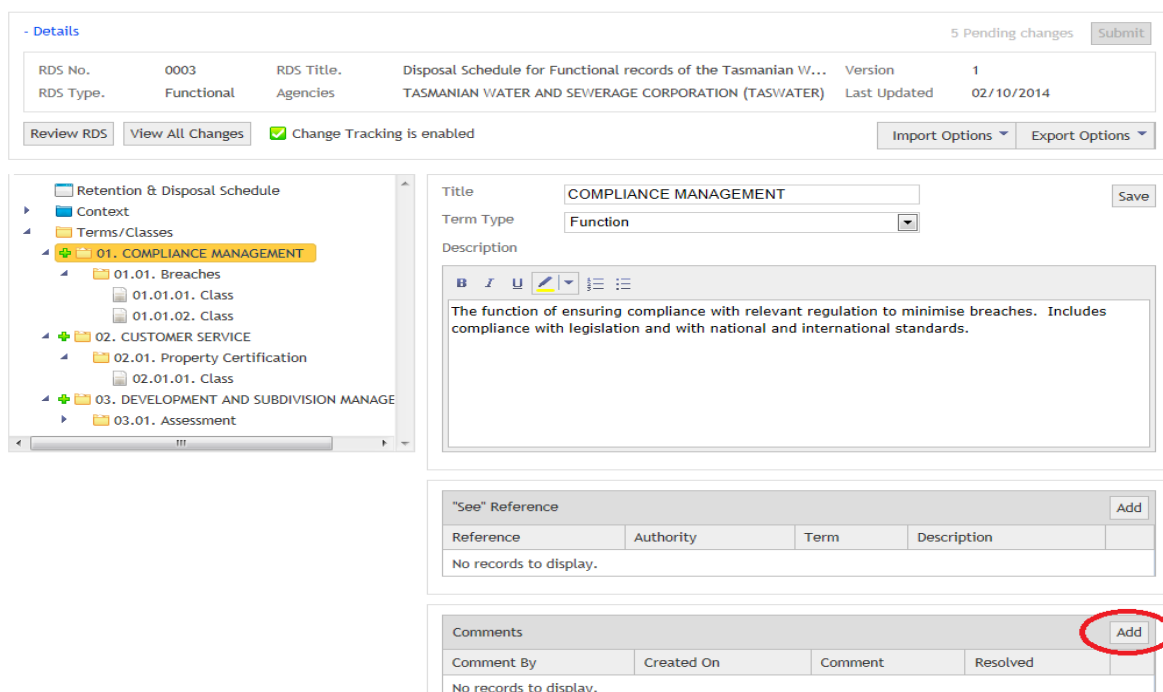 - Details
5 Pending changes Submit
RDS No. 0003 RDS Title. Disposal Schedule for Functional records of the Tasmanian W... Version 1
RDS Type. Functional Agencies TASMANIAN WATER AND SEWERAGE CORPORATION (TASWATER) Last Updated 02/10/2014
Review RDS View All Changes Change Tracking is enabled Import Options Export Options
Retention & Disposal Schedule
Context
Terms/Classes
01. COMPLIANCE MANAGEMENT
01.01. Breaches
01.01.01. Class
01.01.02. Class
02. CUSTOMER SERVICE
02.01. Property Certification
02.01.01. Class
03. DEVELOPMENT AND SUBDIVISION MANAGE
03.01. Assessment
Title COMPLIANCE MANAGEMENT Save
Term Type Function
Description
B I U
The function of ensuring compliance with relevant regulation to minimise breaches. Includes
compliance with legislation and with national and international standards.
"See" Reference Add
Reference Authority Term Description
No records to display.
Comments Add
Comment By Created On Comment Resolved
No records to display.